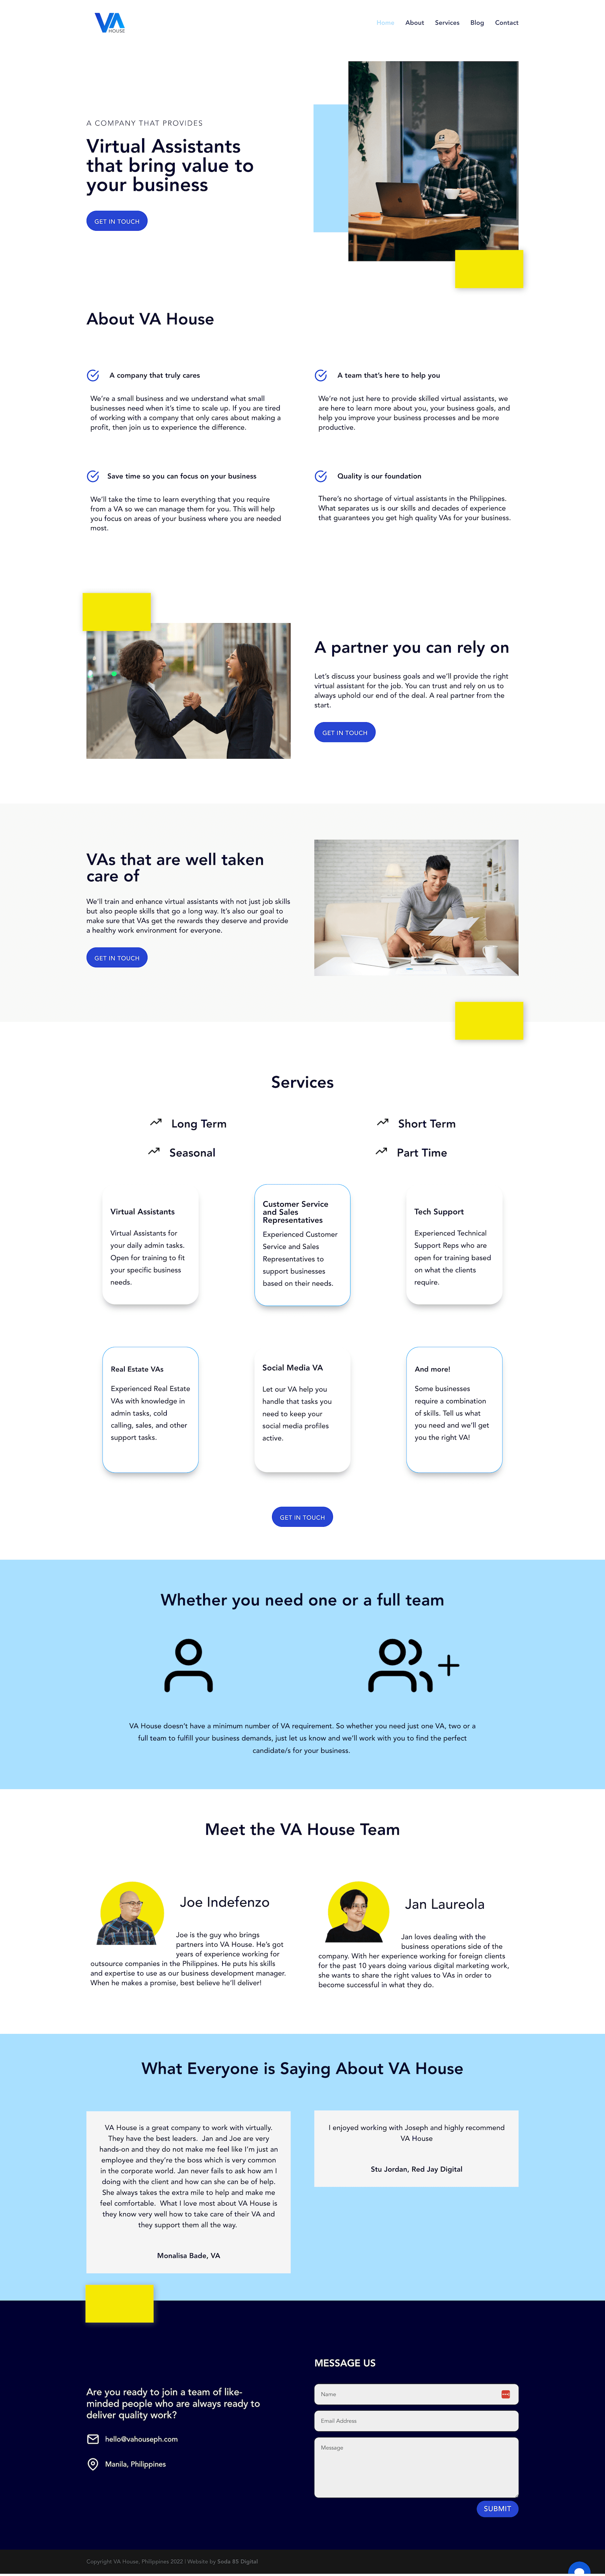 VA
HOUSE
Home About Services Blog Contact
A COMPANY THAT PROVIDES
Virtual Assistants
that bring value to
your business
GET IN TOUCH
About VA House
A company that truly cares
We're a small business and we understand what small
businesses need when it's time to scale up. If you are tired
of working with a company that only cares about making a
profit, then join us to experience the difference.
A team that's here to help you
We're not just here to provide skilled virtual assistants, we
are here to learn more about you, your business goals, and
help you improve your business processes and be more
productive.
Save time so you can focus on your business
We'll take the time to learn everything that you require
from a VA so we can manage them for you. This will help
you focus on areas of your business where you are needed
most.
Quality is our foundation
There's no shortage of virtual assistants in the Philippines.
What separates us is our skills and decades of experience
that guarantees you get high quality VAs for your business.
A partner you can rely on
Let's discuss your business goals and we'll provide the right
virtual assistant for the job. You can trust and rely on us to
always uphold our end of the deal. A real partner from the
start.
GET IN TOUCH
VAs that are well taken
care of
We'll train and enhance virtual assistants with not just job skills
but also people skills that go a long way. It's also our goal to
make sure that VAs get the rewards they deserve and provide
a healthy work environment for everyone.
GET IN TOUCH
Services
Long Term
Short Term
Seasonal
Part Time
Virtual Assistants
Virtual Assistants for
your daily admin tasks.
Open for training to fit
your specific business
needs.
Customer Service
and Sales
Representatives
Experienced Customer
Service and Sales
Representatives to
support businesses
based on their needs.
Tech Support
Experienced Technical
Support Reps who are
open for training based
on what the clients
require.
Real Estate VAs
Experienced Real Estate
VAs with knowledge in
admin tasks, cold
calling, sales, and other
support tasks.
Social Media VA
Let our VA help you
handle that tasks you
need to keep your
social media profiles
active.
And more!
Some businesses
require a combination
of skills. Tell us what
you need and we'll get
you the right VA!
GET IN TOUCH
Whether you need one or a full team
VA House doesn't have a minimum number of VA requirement. So whether you need just one VA, two or a
full team to fulfill your business demands, just let us know and we'll work with you to find the perfect
candidate/s for your business.
Meet the VA House Team
Joe Indefenzo
Joe is the guy who brings
partners into VA House. He's got
years of experience working for
outsource companies in the Philippines. He puts his skills
and expertise to use as our business development manager.
When he makes a promise, best believe he'll deliver!
Jan Laureola
Jan loves dealing with the
business operations side of the
company. With her experience working for foreign clients
for the past 10 years doing various digital marketing work,
she wants to share the right values to VAs in order to
become successful in what they do.
What Everyone is Saying About VA House
VA House is a great company to work with virtually.
They have the best leaders. Jan and Joe are very
hands-on and they do not make me feel like I'm just an
employee and they're the boss which is very common
in the corporate world. Jan never fails to ask how am I
doing with the client and how can she can be of help.
She always takes the extra mile to help and make me
feel comfortable. What I love most about VA House is
they know very well how to take care of their VA and
they support them all the way.
Monalisa Bade, VA
I enjoyed working with Joseph and highly recommend
VA House
Stu Jordan, Red Jay Digital
Are you ready to join a team of like-
minded people who are always ready to
deliver quality work?
hello@vahouseph.com
Manila, Philippines
MESSAGE US
Name
Email Address
Message
SUBMIT
Copyright VA House. Philippines 2022 | Website by Soda 85 Digital